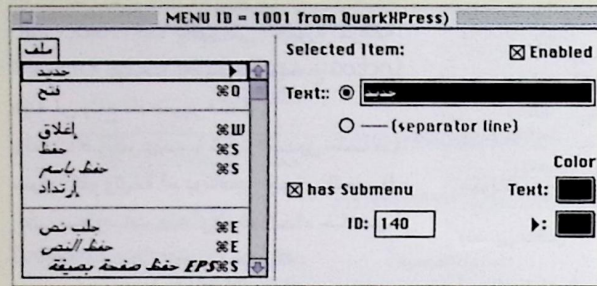 MENU ID = 1001 from QuarkXPress)
ملف
جديد
فتح ⌘O
إغلاق ⌘W
حفظ ⌘S
حفظ باسم ⌘S
إرتداد
جلب نص ⌘E
حفظ النص ⌘E
حفظ صفحة بصيغة EPS ⌘S
Selected Item:
Enabled
Text:: جديد
(separator line)
Color
has Submenu
Text:
ID: 140